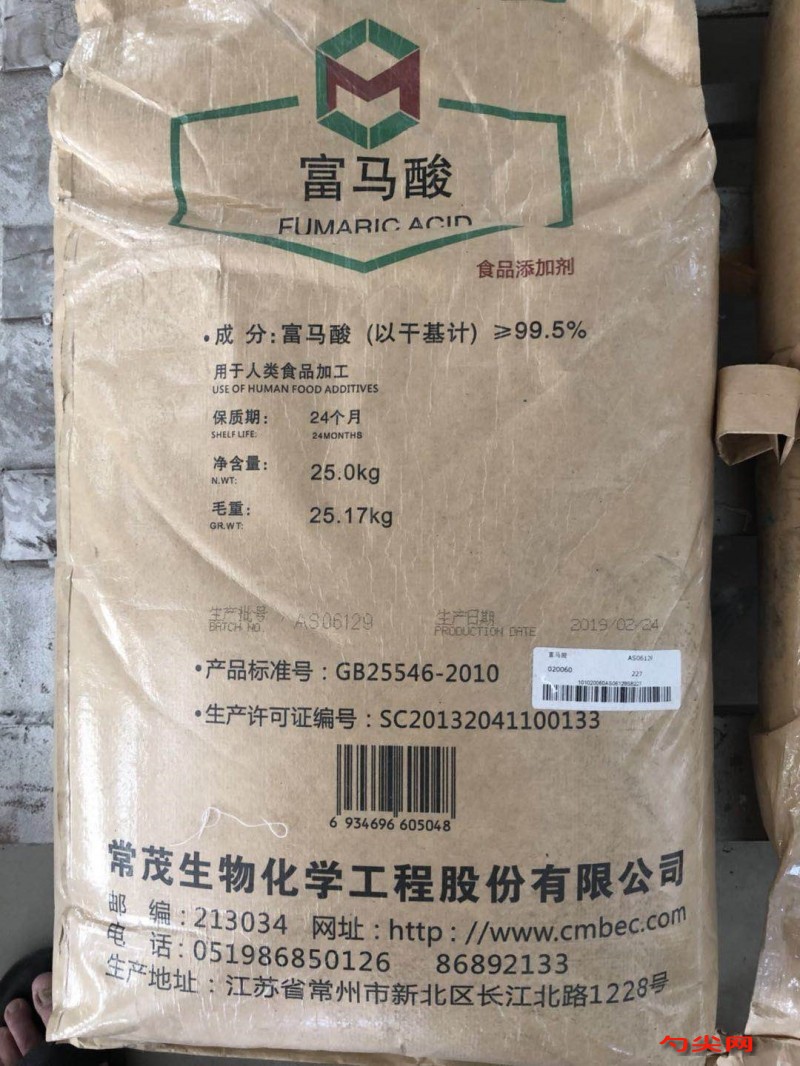 富马酸
FUMARIC ACID
食品添加剂
·成 分:富马酸 (以干基计) ≥99.5%
用于人类食品加工
USE OF HUMAN FOOD ADDITIVES
保质期: 24个月
SHELF LIFE: 24MONTHS
净含量: 25.0kg
N.WT:
毛重: 25.17kg
GR.WT:
生产批号 AS06129 生产日期 2019/02/24
BATCH NO. PRODUCTION DATE
富马酸
020060 227
·产品标准号:GB25546-2010
·生产许可证编号:SC20132041100133
6 934696 605048
常茂生物化学工程股份有限公司
邮 编:213034 网址:http://www.cmbec.com
电 话:051986850126 86892133
生产地址:江苏省常州市新北区长江北路1228号
勺尖网